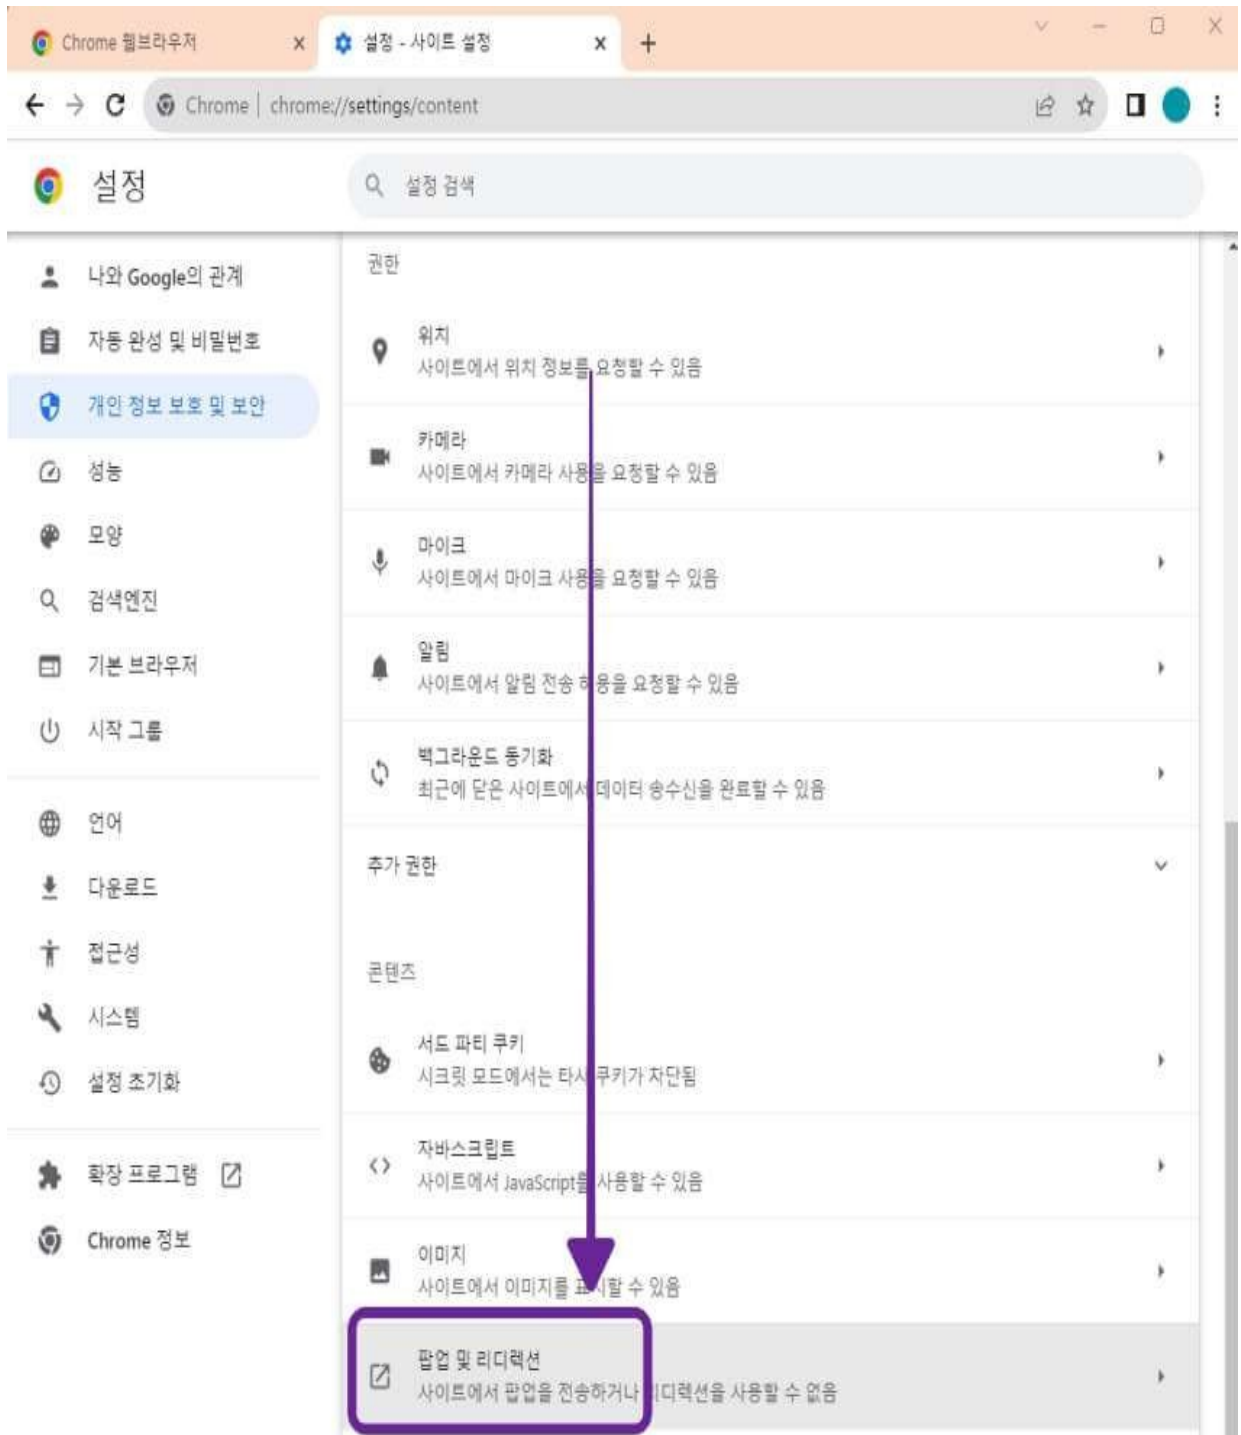 Chrome 웹브라우저
설정 - 사이트 설정
Chrome | chrome://settings/content
설정
설정 검색
나와 Google의 관계
자동 완성 및 비밀번호
개인 정보 보호 및 보안
성능
모양
검색엔진
기본 브라우저
시작 그룹
언어
다운로드
접근성
시스템
설정 초기화
확장 프로그램
Chrome 정보
권한
위치
사이트에서 위치 정보를 요청할 수 있음
카메라
사이트에서 카메라 사용을 요청할 수 있음
마이크
사이트에서 마이크 사용을 요청할 수 있음
알림
사이트에서 알림 전송 허용을 요청할 수 있음
백그라운드 동기화
최근에 닫은 사이트에서 데이터 송수신을 완료할 수 있음
추가 권한
콘텐츠
서드 파티 쿠키
시크릿 모드에서는 타사 쿠키가 차단됨
자바스크립트
사이트에서 JavaScript를 사용할 수 있음
이미지
사이트에서 이미지를 표시할 수 있음
팝업 및 리디렉션
사이트에서 팝업을 전송하거나 리디렉션을 사용할 수 없음